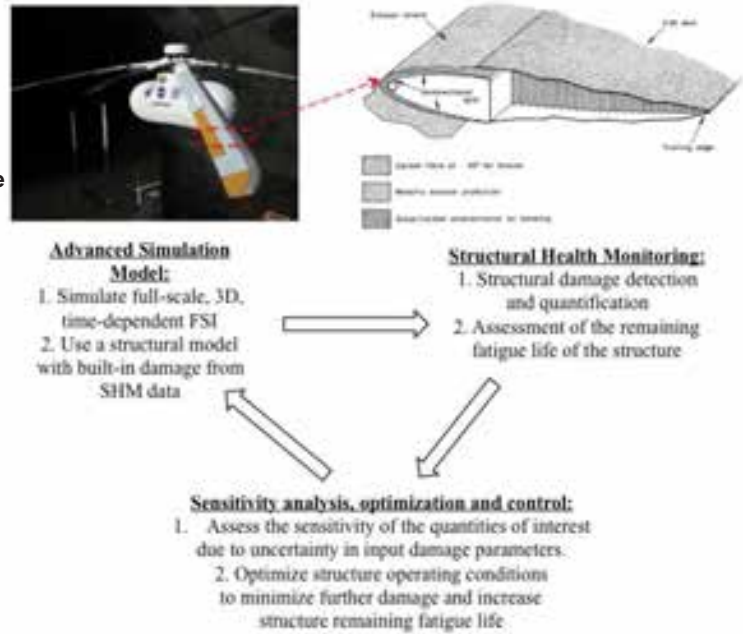 e
Trailing edge
Advanced Simulation
Model:
1. Simulate full-scale, 3D,
time-dependent FSI
2. Use a structural model
with built-in damage from
SHM data
Structural Health Monitoring:
1. Structural damage detection
and quantification
2. Assessment of the remaining
fatigue life of the structure
Sensitivity analysis, optimization and control:
1. Assess the sensitivity of the quantities of interest
due to uncertainty in input damage parameters.
2. Optimize structure operating conditions
to minimize further damage and increase
structure remaining fatigue life